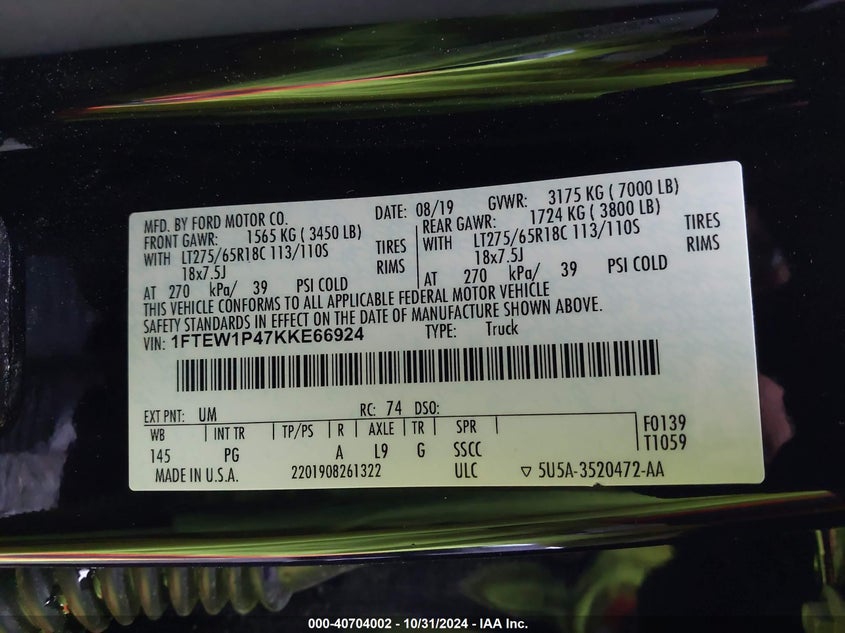 MFD. BY FORD MOTOR CO. DATE: 08/19 GVWR: 3175 KG ( 7000 LB)
FRONT GAWR: 1565 KG ( 3450 LB) REAR GAWR: 1724 KG ( 3800 LB)
WITH LT275/65R18C 113/110S TIRES WITH LT275/65R18C 113/110S TIRES
18x7.5J RIMS 18x7.5J RIMS
AT 270 kPa/ 39 PSI COLD AT 270 kPa/ 39 PSI COLD
THIS VEHICLE CONFORMS TO ALL APPLICABLE FEDERAL MOTOR VEHICLE
SAFETY STANDARDS IN EFFECT ON THE DATE OF MANUFACTURE SHOWN ABOVE.
VIN: 1FTEW1P47KKE66924 TYPE: Truck
EXT PNT: UM RC: 74 DSO:
WB INT TR TP/PS R AXLE TR SPR F0139
145 PG A L9 G SSCC T1059
MADE IN U.S.A. 2201908261322 ULC ▽ 5U5A-3520472-AA
000-40704002 - 10/31/2024 - IAA Inc.